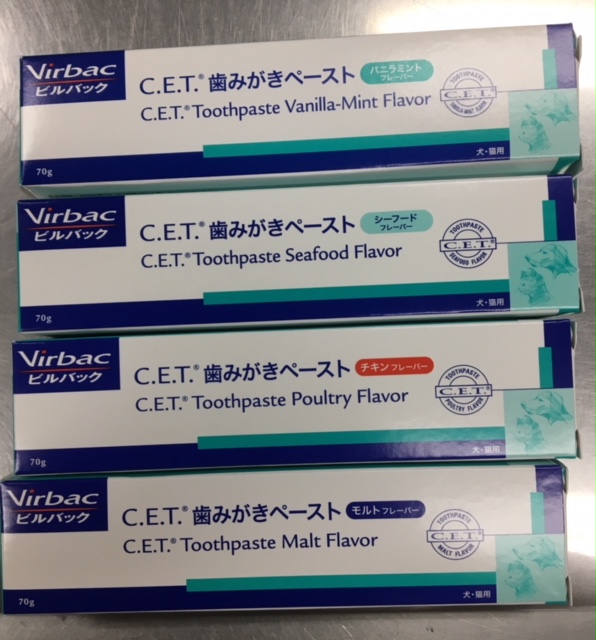 Virbac
ビルバック
C.E.T.® 歯みがきペースト
バニラミント
フレーバー
C.E.T.® Toothpaste Vanilla-Mint Flavor
TOOTHPASTE
C.E.T.®
VANILLA-MINT FLAVOR
70g
犬・猫用
Virbac
ビルバック
C.E.T.® 歯みがきペースト
シーフード
フレーバー
C.E.T.® Toothpaste Seafood Flavor
TOOTHPASTE
C.E.T.®
SEAFOOD FLAVOR
70g
犬・猫用
Virbac
ビルバック
C.E.T.® 歯みがきペースト
チキン フレーバー
C.E.T.® Toothpaste Poultry Flavor
TOOTHPASTE
C.E.T.®
POULTRY FLAVOR
70g
犬・猫用
Virbac
ビルバック
C.E.T.® 歯みがきペースト
モルト フレーバー
C.E.T.® Toothpaste Malt Flavor
TOOTHPASTE
C.E.T.®
MALT FLAVOR
70g
犬・猫用